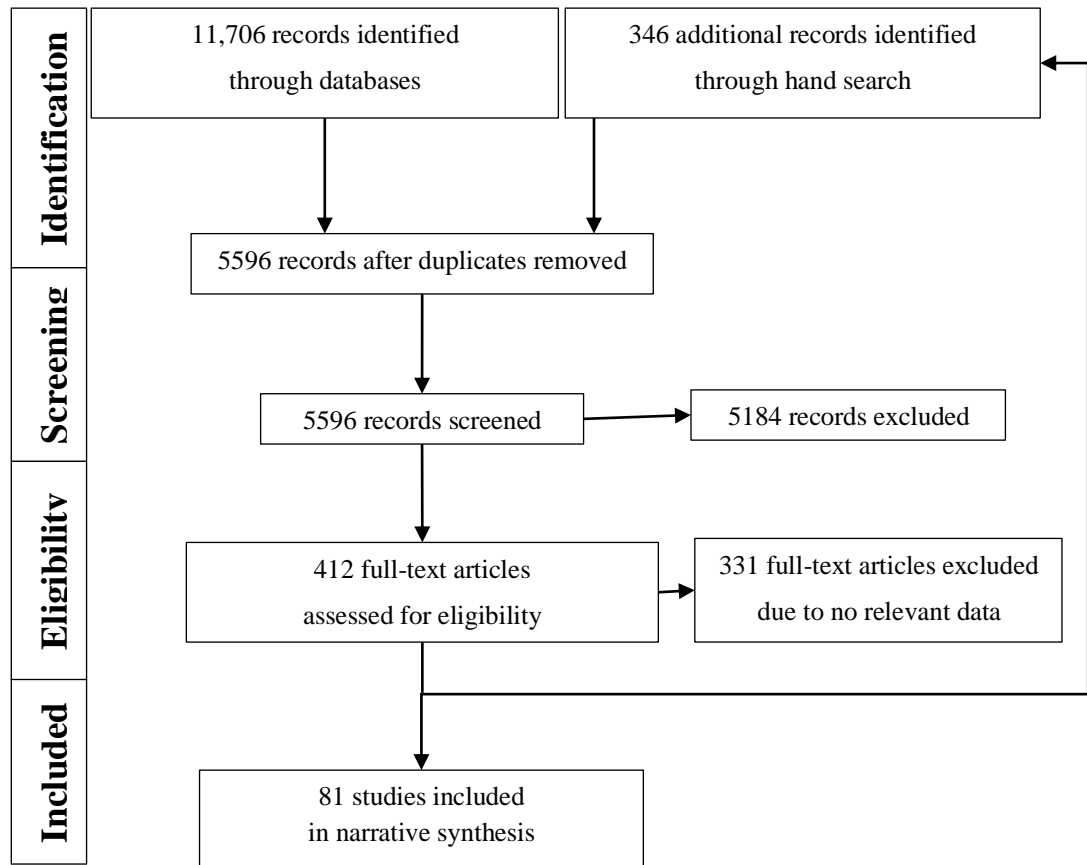 Identification
11,706 records identified
through databases
346 additional records identified
through hand search
5596 records after duplicates removed
Screening
5596 records screened
5184 records excluded
Eligibility
412 full-text articles
assessed for eligibility
331 full-text articles excluded
due to no relevant data
Included
81 studies included
in narrative synthesis